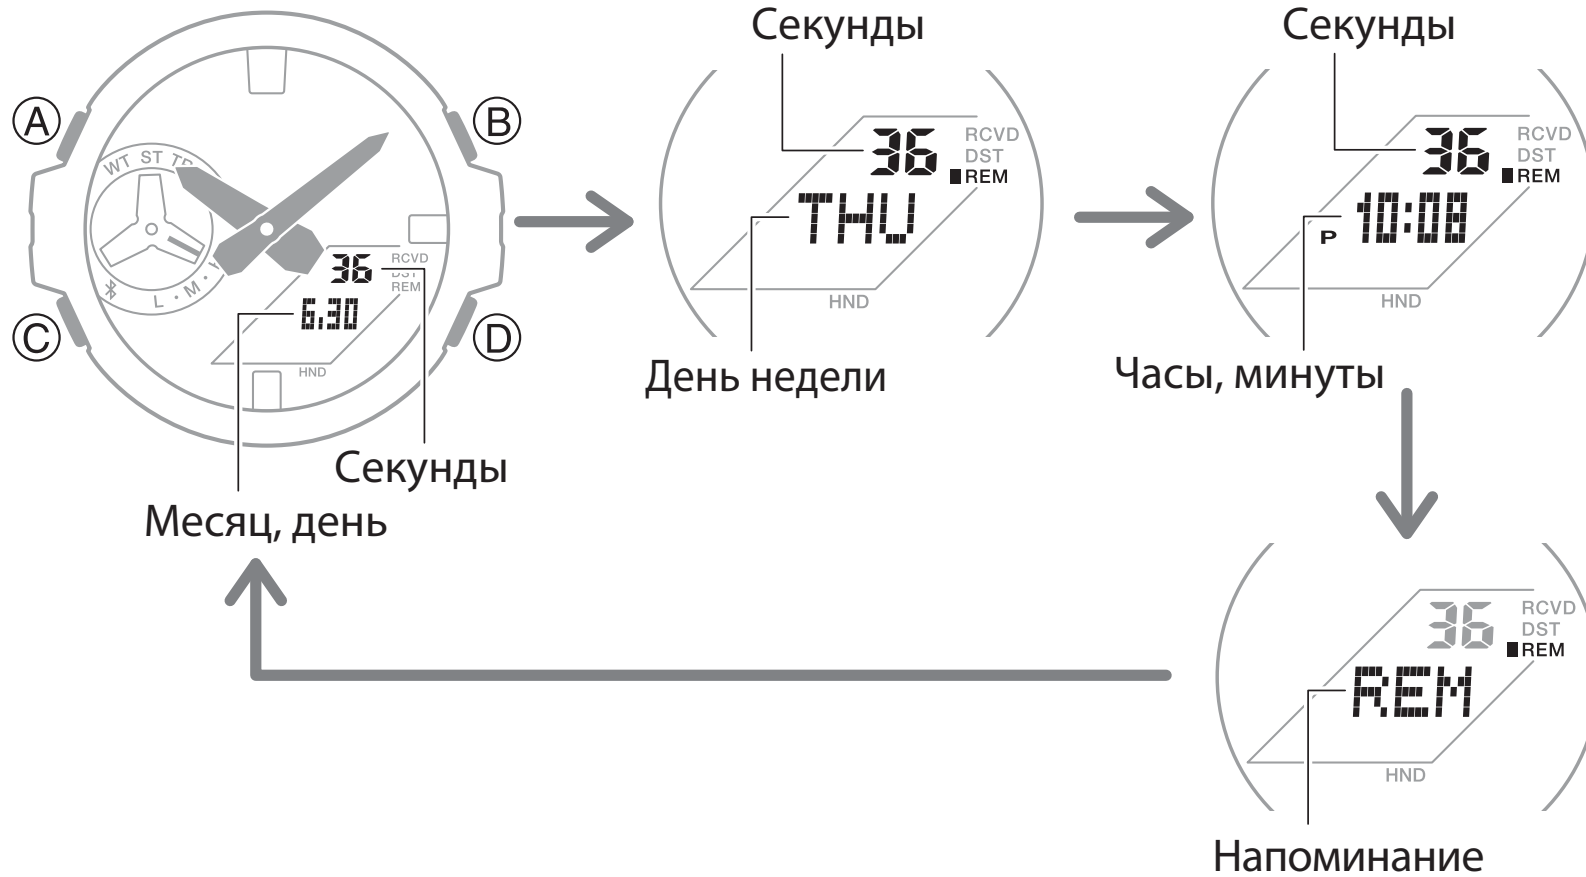 Секунды
Секунды
A
B
C
D
WT ST TR
L · M ·
36
RCVD
DST
REM
6.30
HND
Секунды
Месяц, день
36
RCVD
DST
REM
THU
HND
День недели
36
RCVD
DST
REM
P 10:08
HND
Часы, минуты
36
RCVD
DST
REM
REM
HND
Напоминание